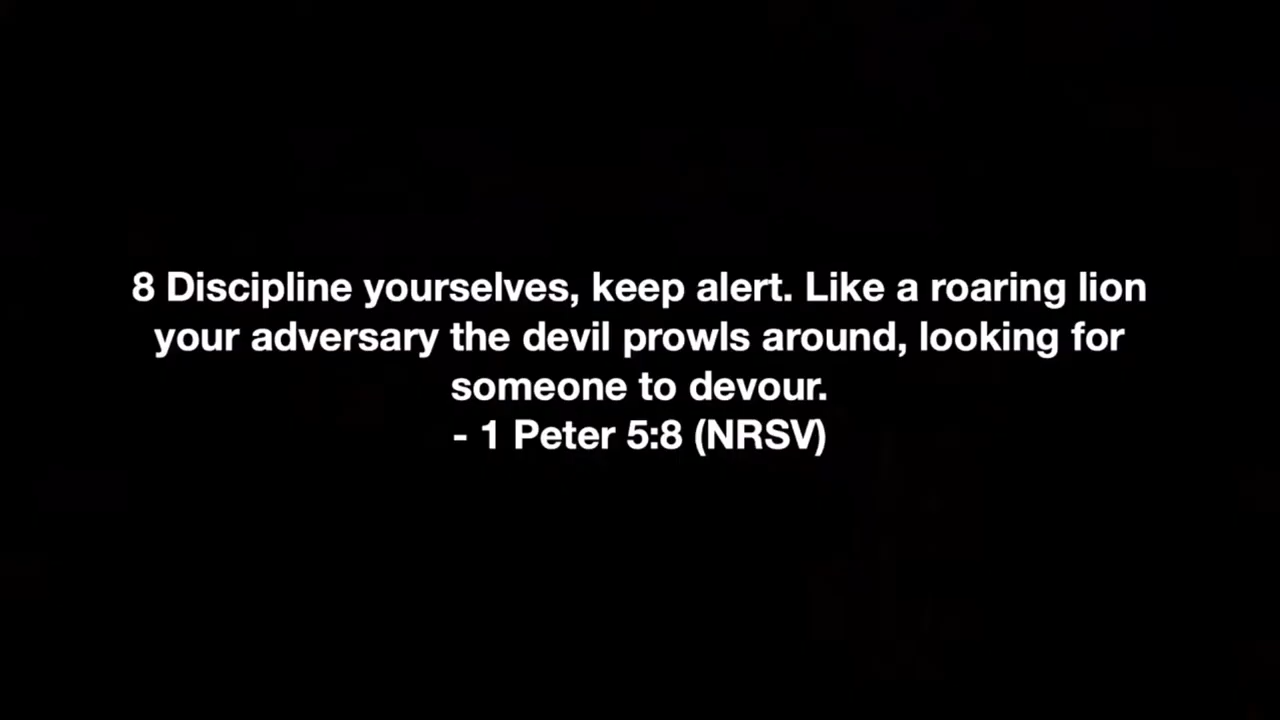 8 Discipline yourselves, keep alert. Like a roaring lion
your adversary the devil prowls around, looking for
someone to devour.
- 1 Peter 5:8 (NRSV)